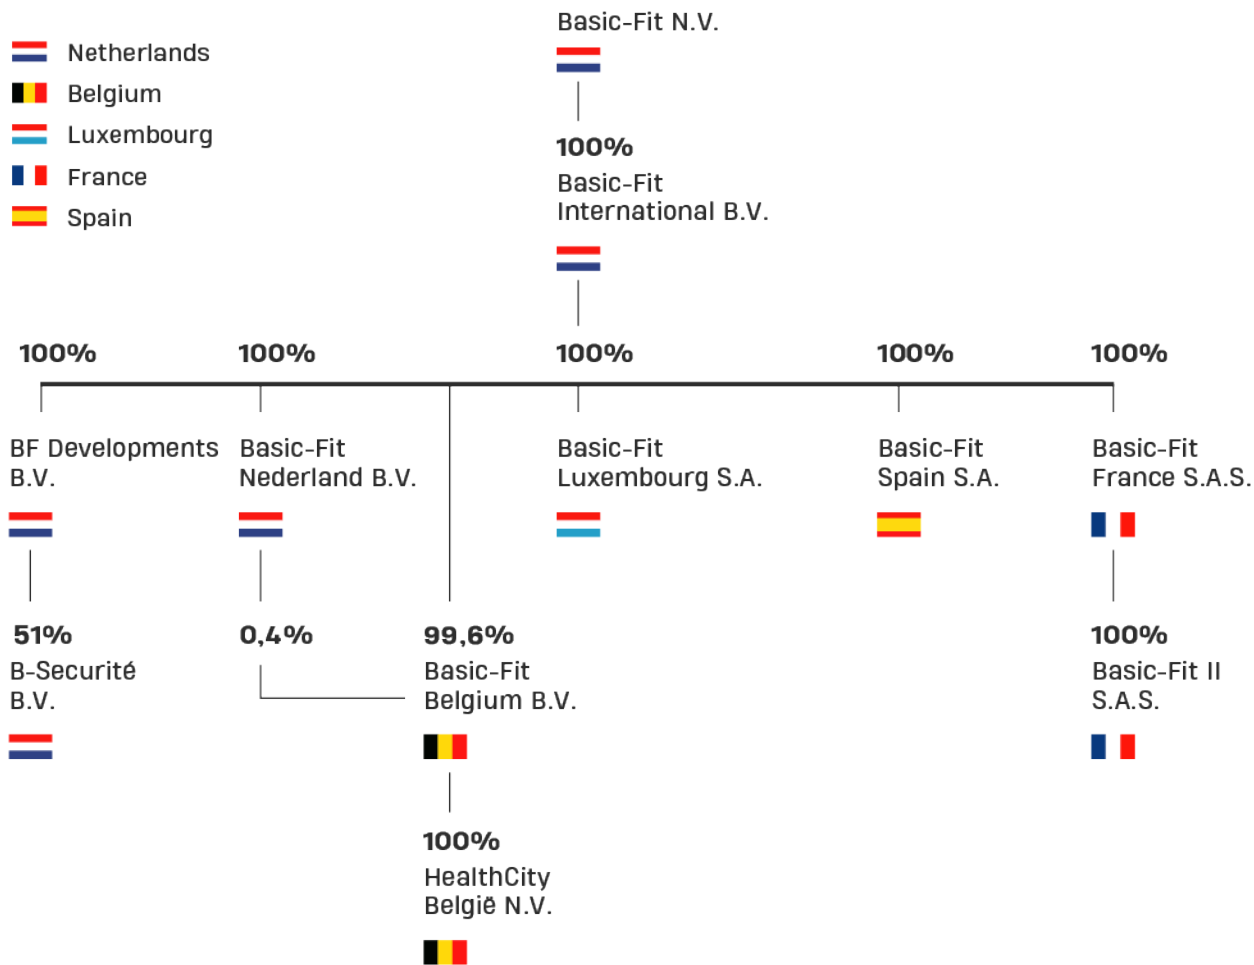 Netherlands
Belgium
Luxembourg
France
Spain
Basic-Fit N.V.
100%
Basic-Fit
International B.V.
100%
100%
100%
100%
100%
BF Developments
B.V.
Basic-Fit
Nederland B.V.
Basic-Fit
Luxembourg S.A.
Basic-Fit
Spain S.A.
Basic-Fit
France S.A.S.
51%
B-Securité
B.V.
0,4%
99,6%
Basic-Fit
Belgium B.V.
100%
Basic-Fit II
S.A.S.
100%
HealthCity
België N.V.